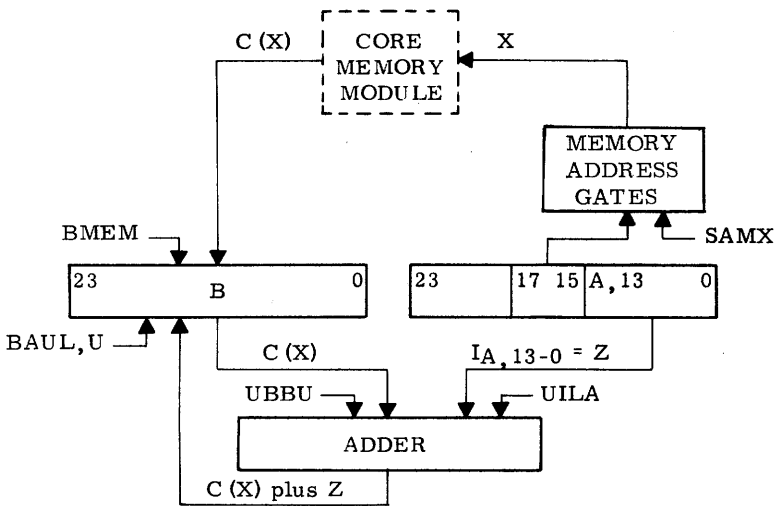 C (X)
CORE
MEMORY
MODULE
X
MEMORY
ADDRESS
GATES
BMEM
SAMX
23 B 0
23 17 15 A, 13 0
BAUL, U
C (X)
I A, 13-0 = Z
UBBU
UILA
ADDER
C (X) plus Z